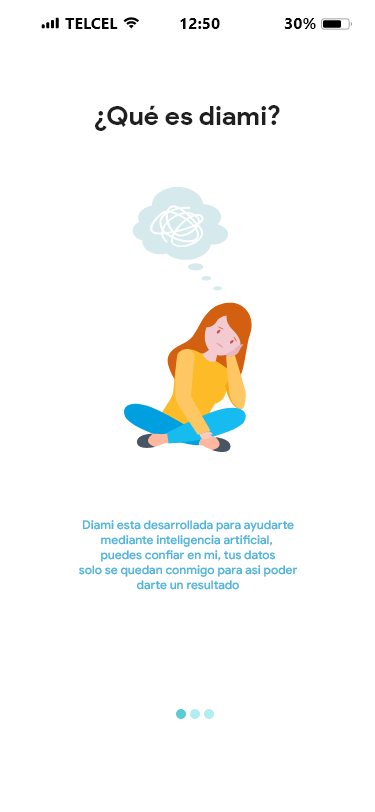 TELCEL 12:50 30%
¿Qué es diami?
Diami esta desarrollada para ayudarte
mediante inteligencia artificial,
puedes confiar en mi, tus datos
solo se quedan conmigo para asi poder
darte un resultado